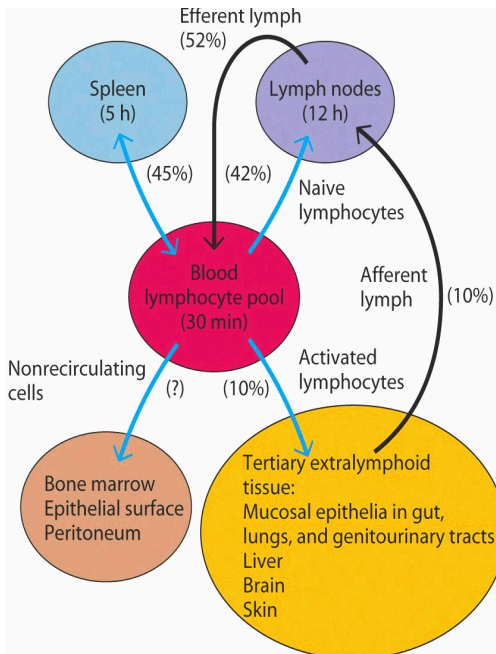 Efferent lymph
(52%)
Spleen
(5 h)
Lymph nodes
(12 h)
(45%)
(42%)
Naive
lymphocytes
Blood
lymphocyte pool
(30 min)
Afferent
lymph
(10%)
Nonrecirculating
cells
(?)
(10%)
Activated
lymphocytes
Bone marrow
Epithelial surface
Peritoneum
Tertiary extralymphoid
tissue:
Mucosal epithelia in gut,
lungs, and genitourinary tracts
Liver
Brain
Skin